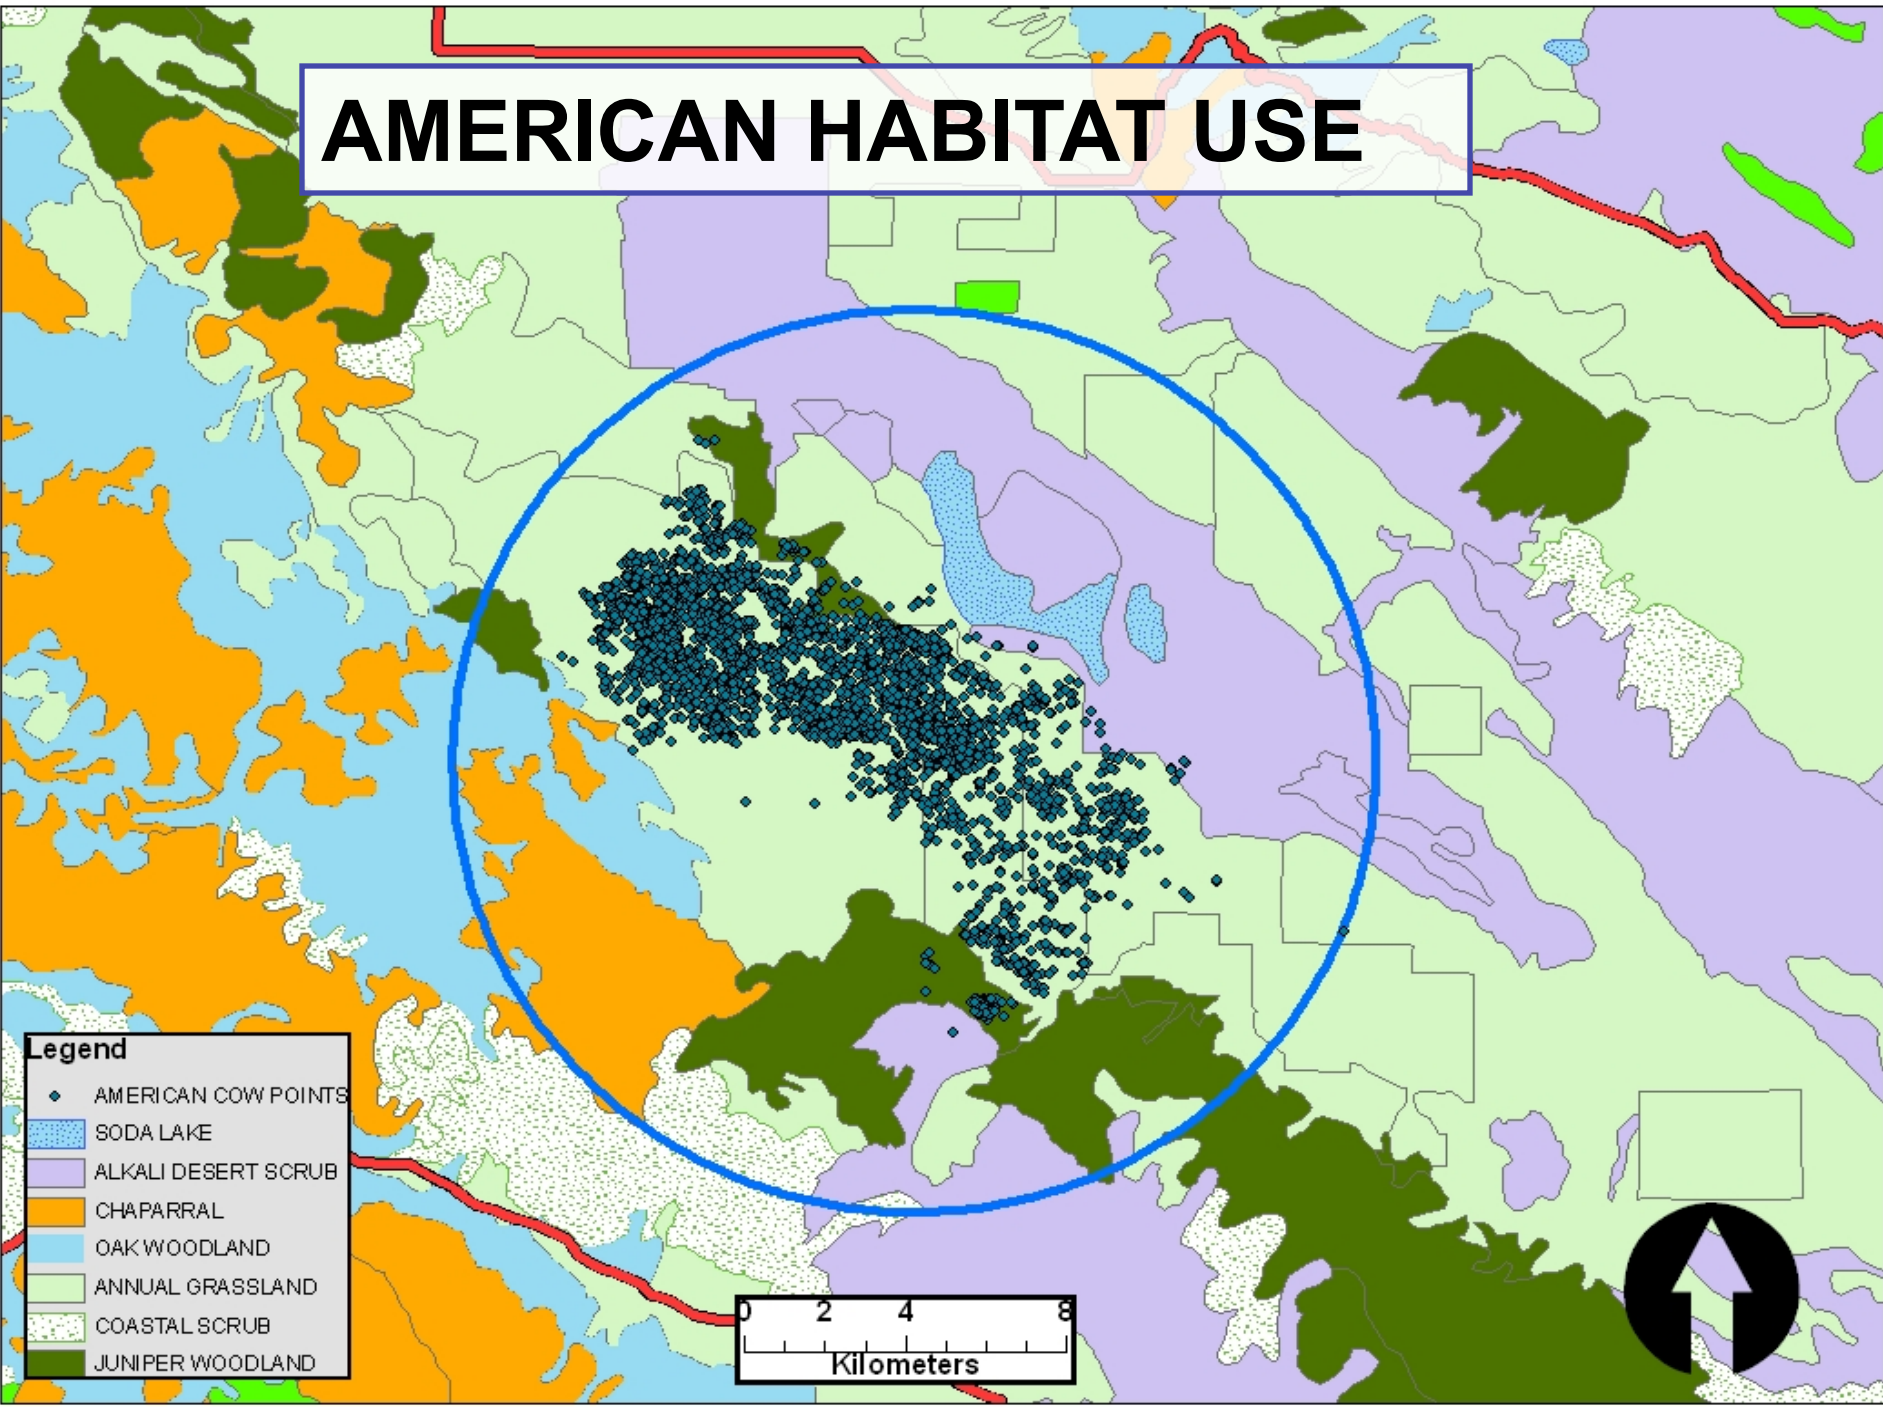 AMERICAN HABITAT USE
Legend
AMERICAN COW POINTS
SODA LAKE
ALKALI DESERT SCRUB
CHAPARRAL
OAK WOODLAND
ANNUAL GRASSLAND
COASTAL SCRUB
JUNIPER WOODLAND
0 2 4 8
Kilometers